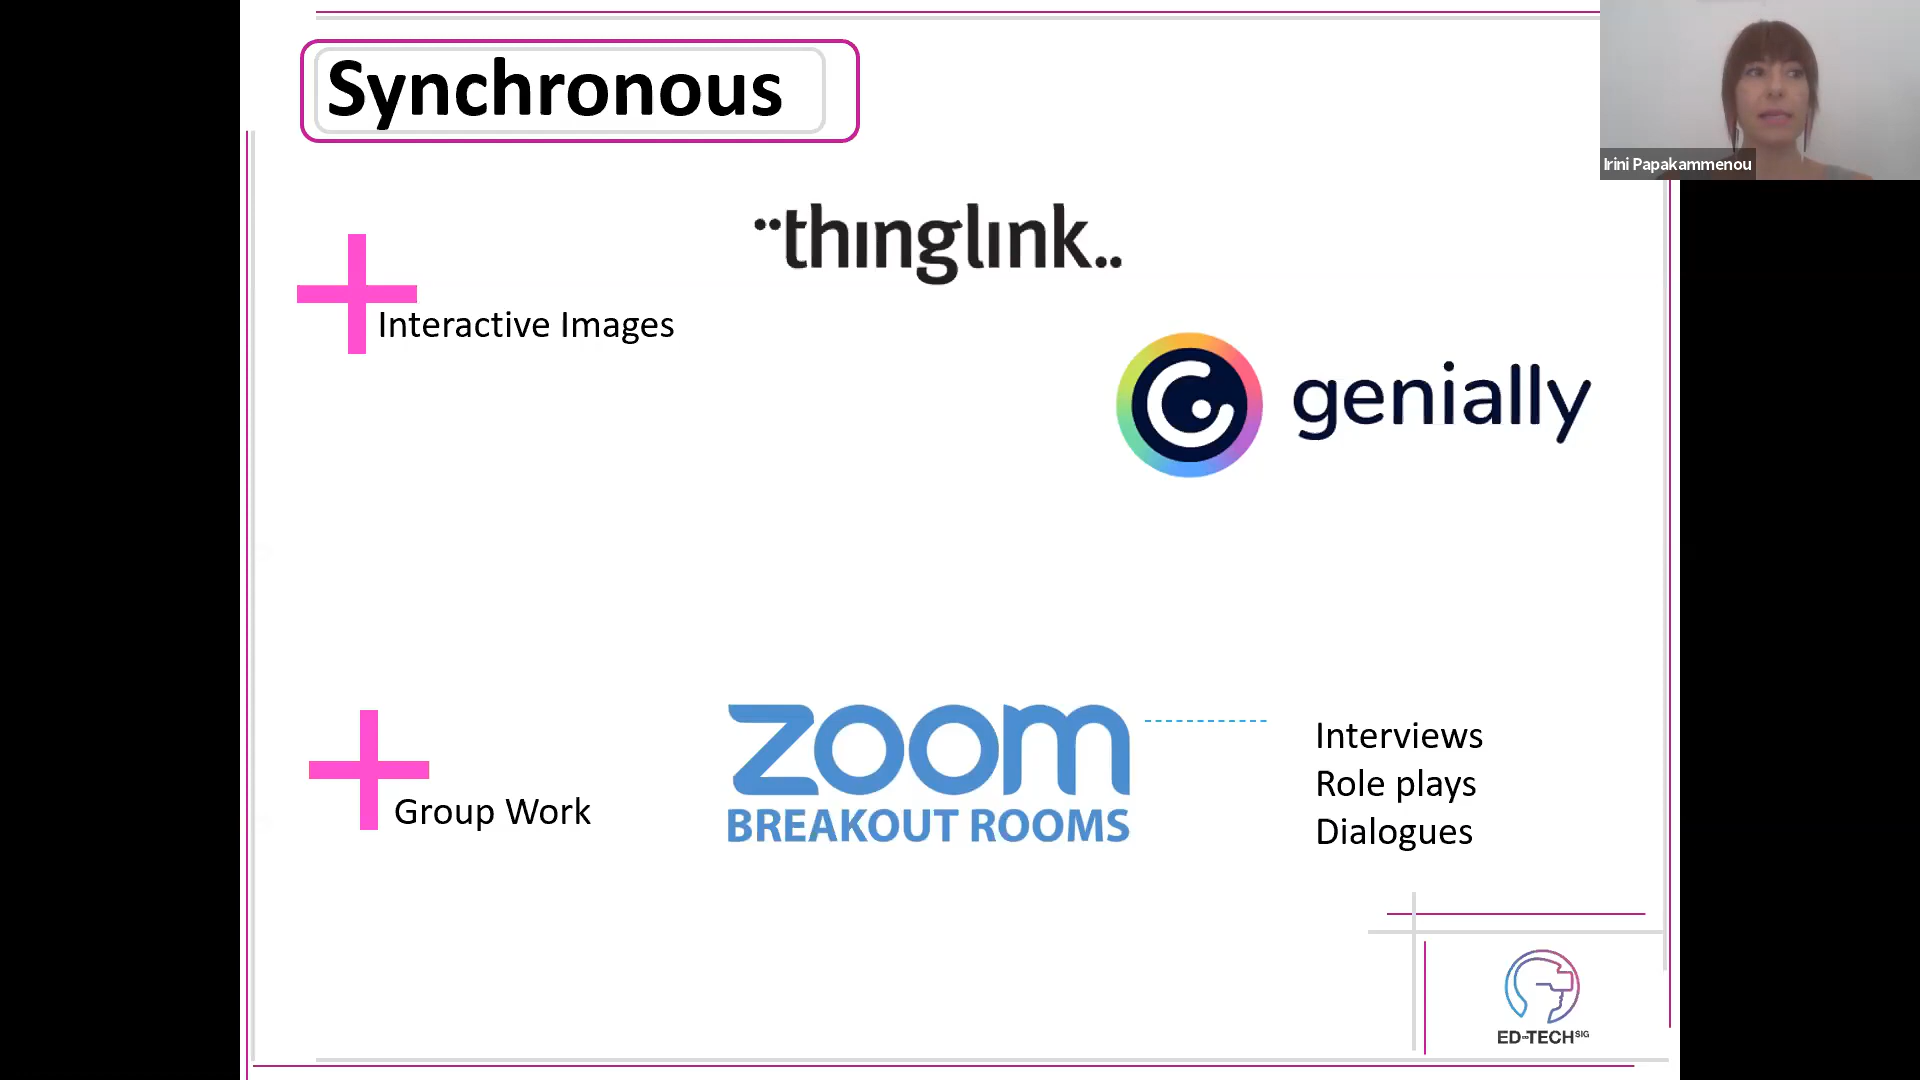 Synchronous
Irini Papakammenou
thinglink
Interactive Images
genially
zoom
BREAKOUT ROOMS
Group Work
Interviews
Role plays
Dialogues
ED-TECH SIG